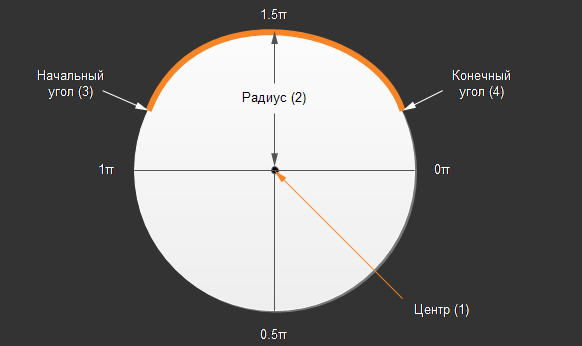 1.5π
Начальный
угол (3)
Конечный
угол (4)
Радиус (2)
1π
0π
Центр (1)
0.5π